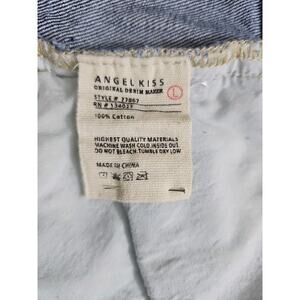 ANGEL KISS
ORIGINAL DENIM MAKER
L
STYLE # 77867
RN # 134027
100% Cotton
HIGHEST QUALITY MATERIALS
MACHINE WASH COLD.INSIDE OUT
DO NOT BLEACH.TUMBLE DRY LOW
MADE IN CHINA